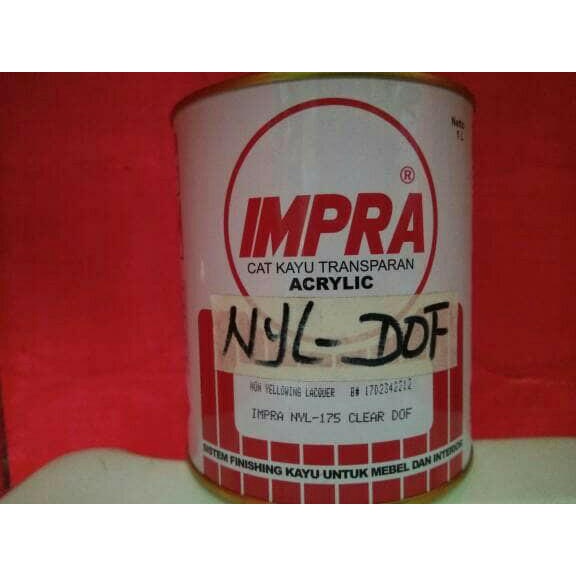 Netto
1 L
®
IMPRA
CAT KAYU TRANSPARAN
ACRYLIC
NYL-DOF
NON YELLOWING LACQUER B# 1702342212
IMPRA NYL-175 CLEAR DOF
SISTEM FINISHING KAYU UNTUK MEBEL DAN INTERIOR